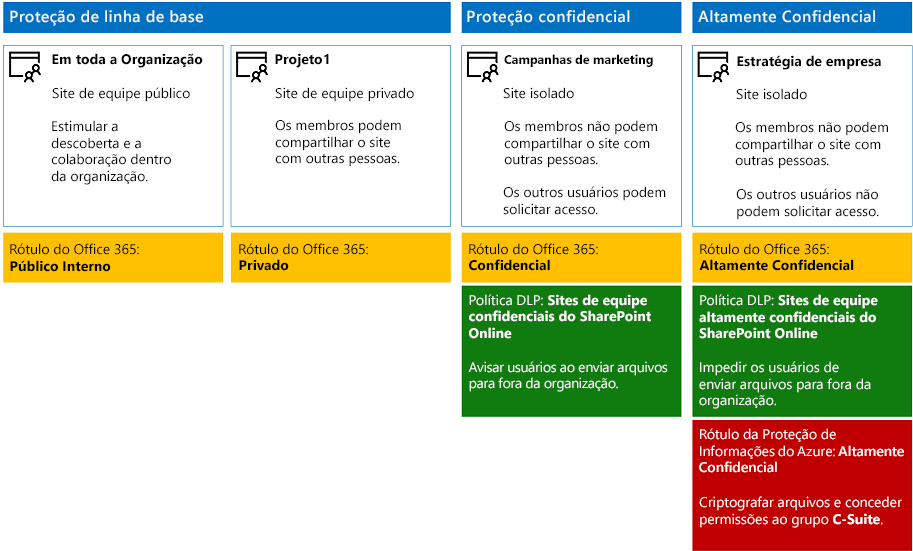 Proteção de linha de base
Em toda a Organização
Site de equipe público
Estimular a
descoberta e a
colaboração dentro
da organização.
Rótulo do Office 365:
Público Interno
Projeto1
Site de equipe privado
Os membros podem
compartilhar o site
com outras pessoas.
Rótulo do Office 365:
Privado
Proteção confidencial
Campanhas de marketing
Site isolado
Os membros não podem
compartilhar o site com
outras pessoas.
Os outros usuários podem
solicitar acesso.
Rótulo do Office 365:
Confidencial
Política DLP: Sites de equipe
confidenciais do SharePoint
Online
Avisar usuários ao enviar arquivos
para fora da organização.
Altamente Confidencial
Estratégia de empresa
Site isolado
Os membros não podem
compartilhar o site com
outras pessoas.
Os outros usuários não
podem solicitar acesso.
Rótulo do Office 365:
Altamente Confidencial
Política DLP: Sites de equipe
altamente confidenciais do
SharePoint Online
Impedir os usuários de
enviar arquivos para fora da
organização.
Rótulo da Proteção de
Informações do Azure: Altamente
Confidencial
Criptografar arquivos e conceder
permissões ao grupo C-Suite.